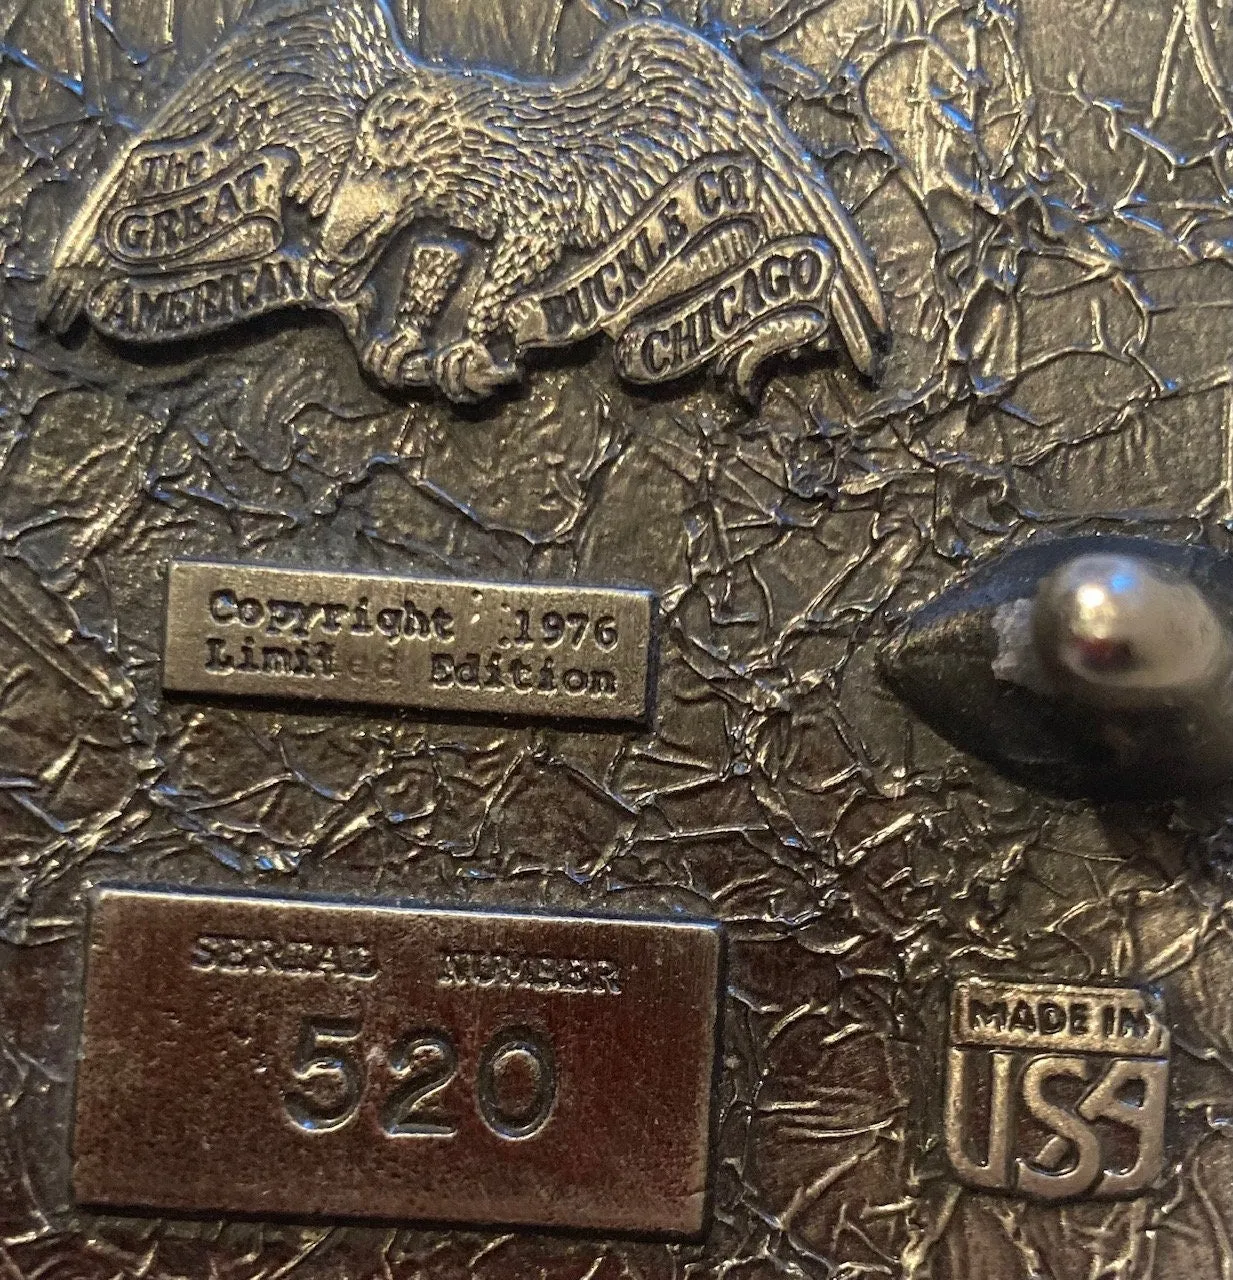 The
GREAT
AMERICAN
BUCKLE CO.
CHICAGO
Copyright 1976
Limited Edition
SERIAL NUMBER
520
MADE IN
USA